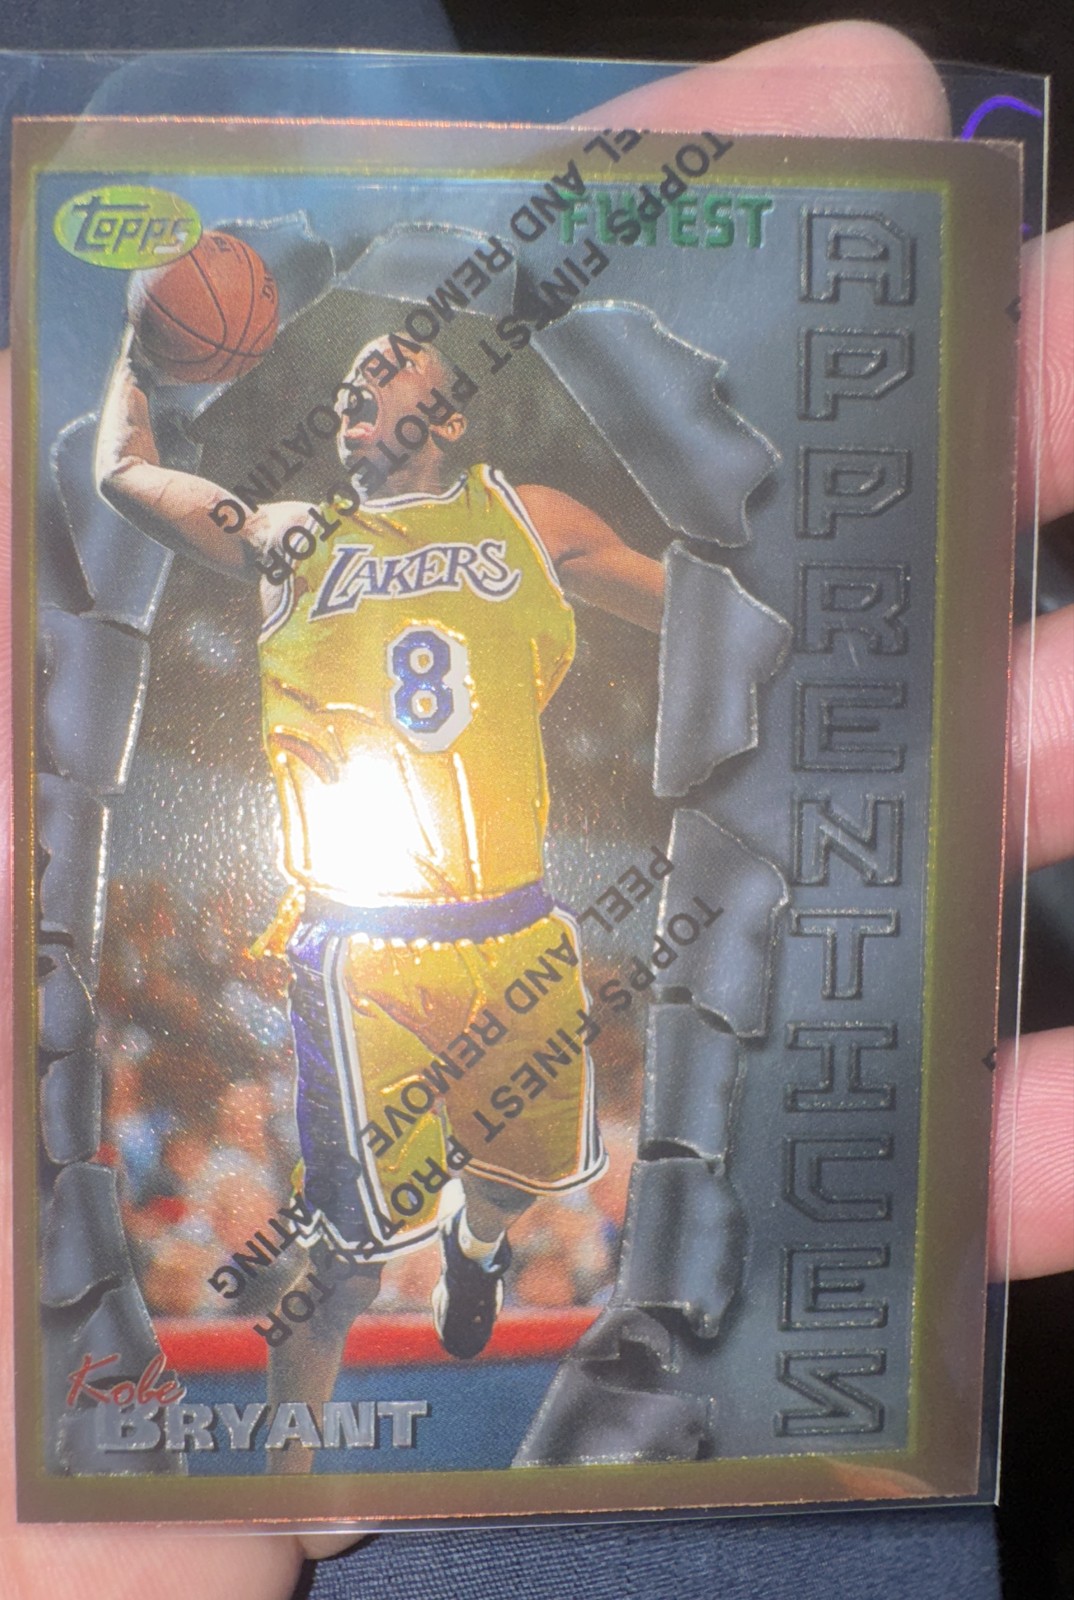 Topps
FINEST
APPRENTICES
TOPPS FINEST PROTECTOR
PEEL AND REMOVE COATING
LAKERS
8
TOPPS FINEST PROTECTOR
PEEL AND REMOVE COATING
Kobe
BRYANT